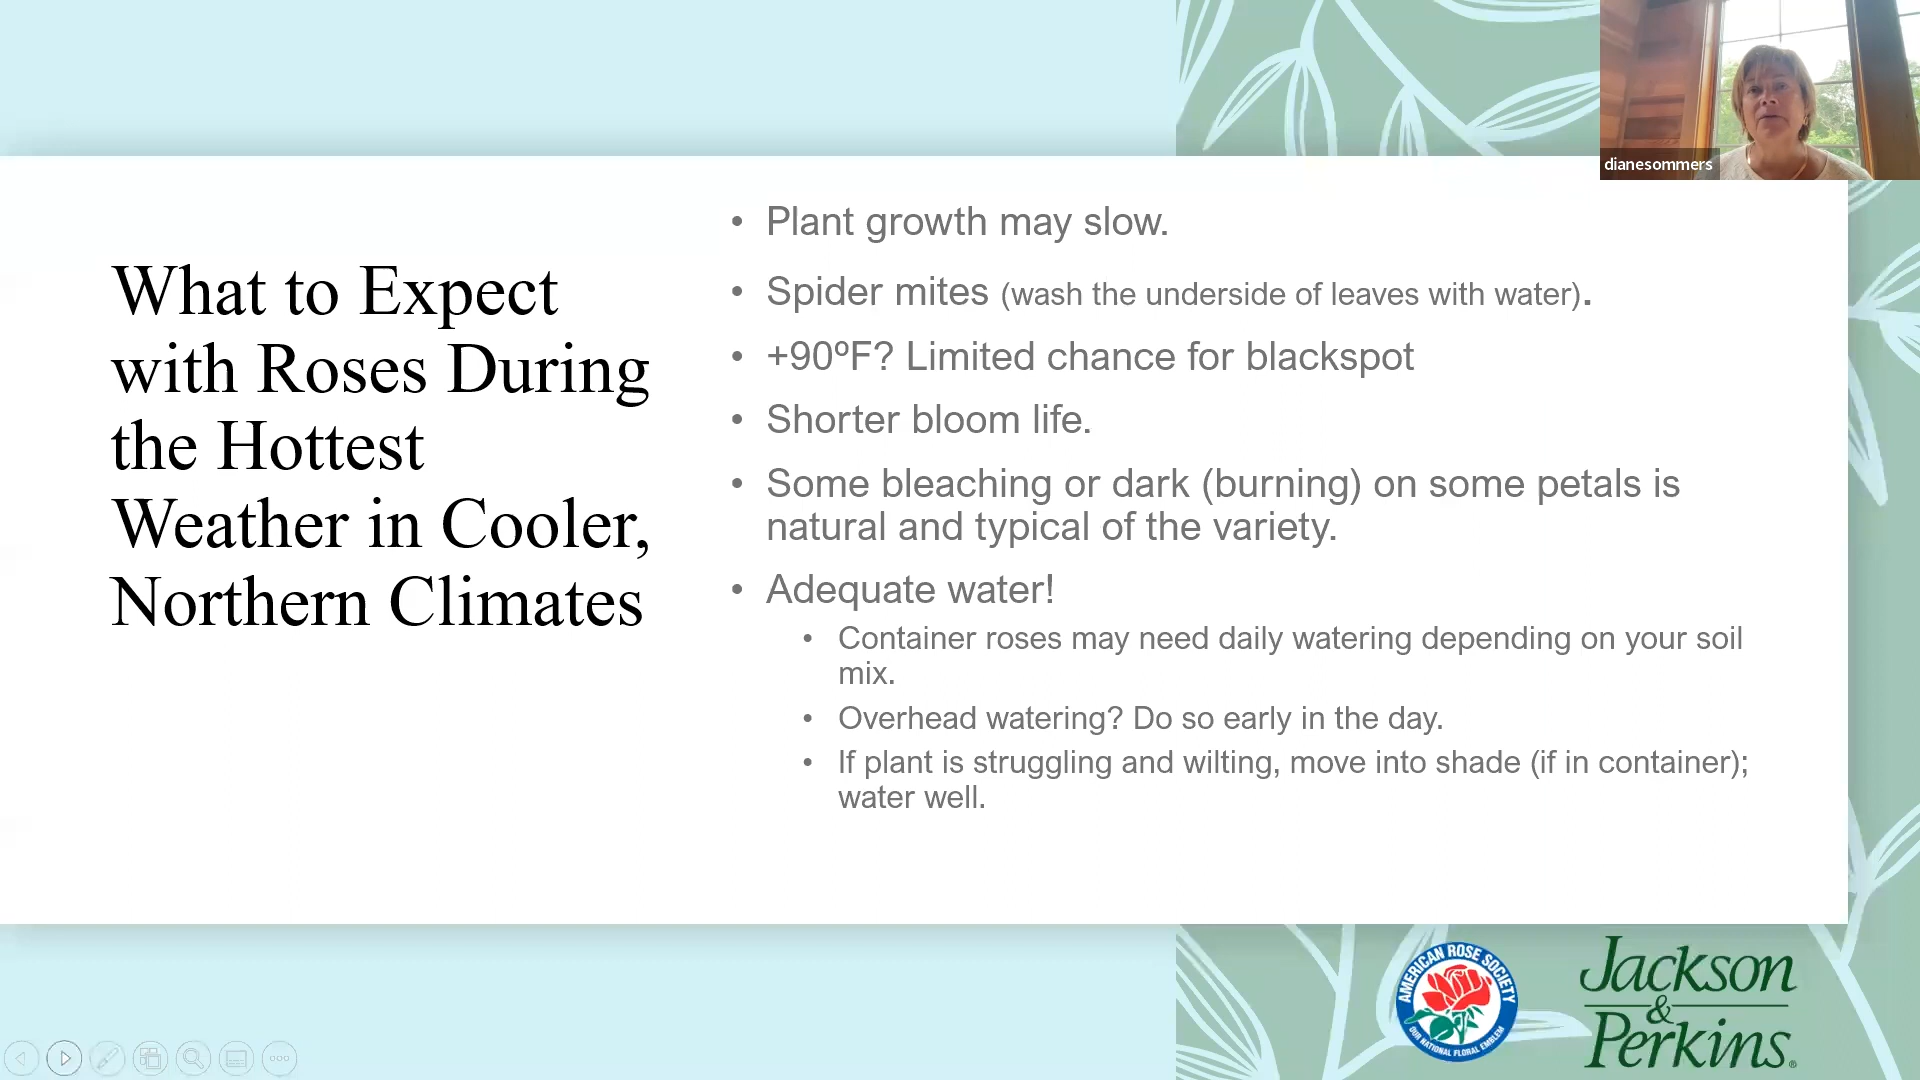 dianesommers
What to Expect
with Roses During
the Hottest
Weather in Cooler,
Northern Climates
• Plant growth may slow.
• Spider mites (wash the underside of leaves with water).
• +90ºF? Limited chance for blackspot
• Shorter bloom life.
• Some bleaching or dark (burning) on some petals is
natural and typical of the variety.
• Adequate water!
• Container roses may need daily watering depending on your soil
mix.
• Overhead watering? Do so early in the day.
• If plant is struggling and wilting, move into shade (if in container);
water well.
AMERICAN ROSE SOCIETY
OUR NATIONAL FLORAL EMBLEM
Jackson
&
Perkins®